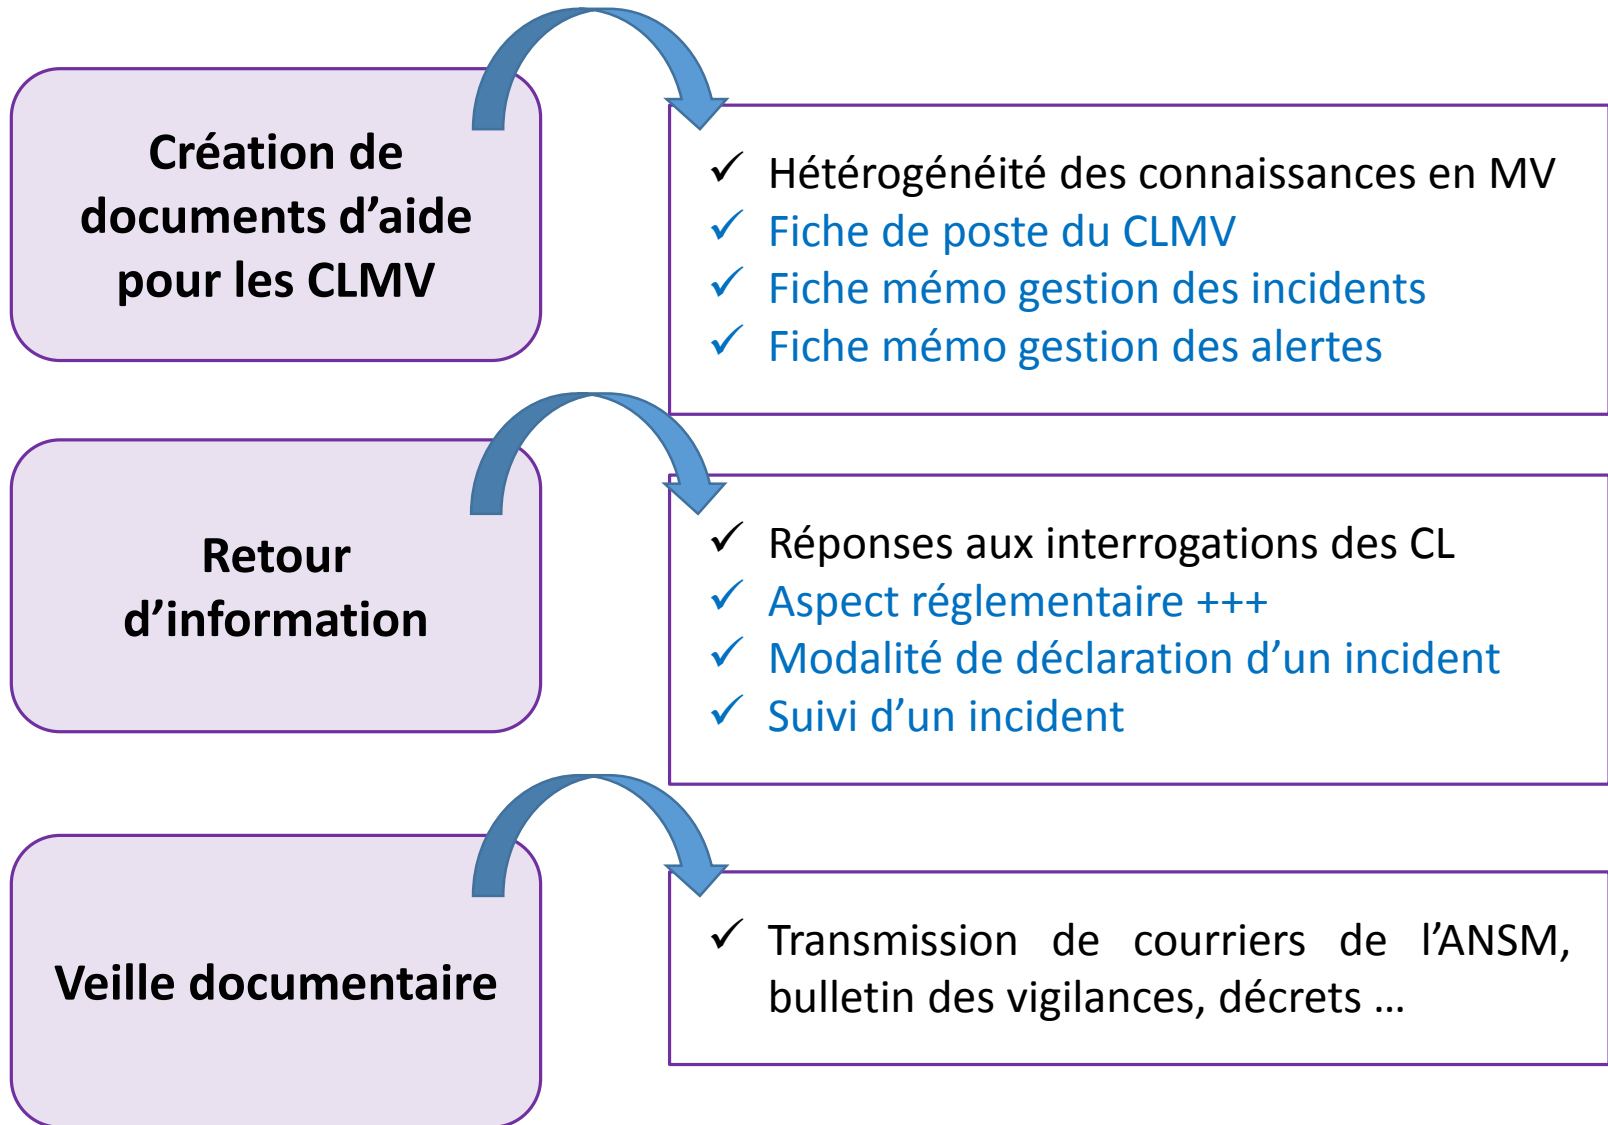 Création de
documents d’aide
pour les CLMV
✓ Hétérogénéité des connaissances en MV
✓ Fiche de poste du CLMV
✓ Fiche mémo gestion des incidents
✓ Fiche mémo gestion des alertes
Retour
d’information
✓ Réponses aux interrogations des CL
✓ Aspect réglementaire +++
✓ Modalité de déclaration d’un incident
✓ Suivi d’un incident
Veille documentaire
✓ Transmission de courriers de l’ANSM,
bulletin des vigilances, décrets …